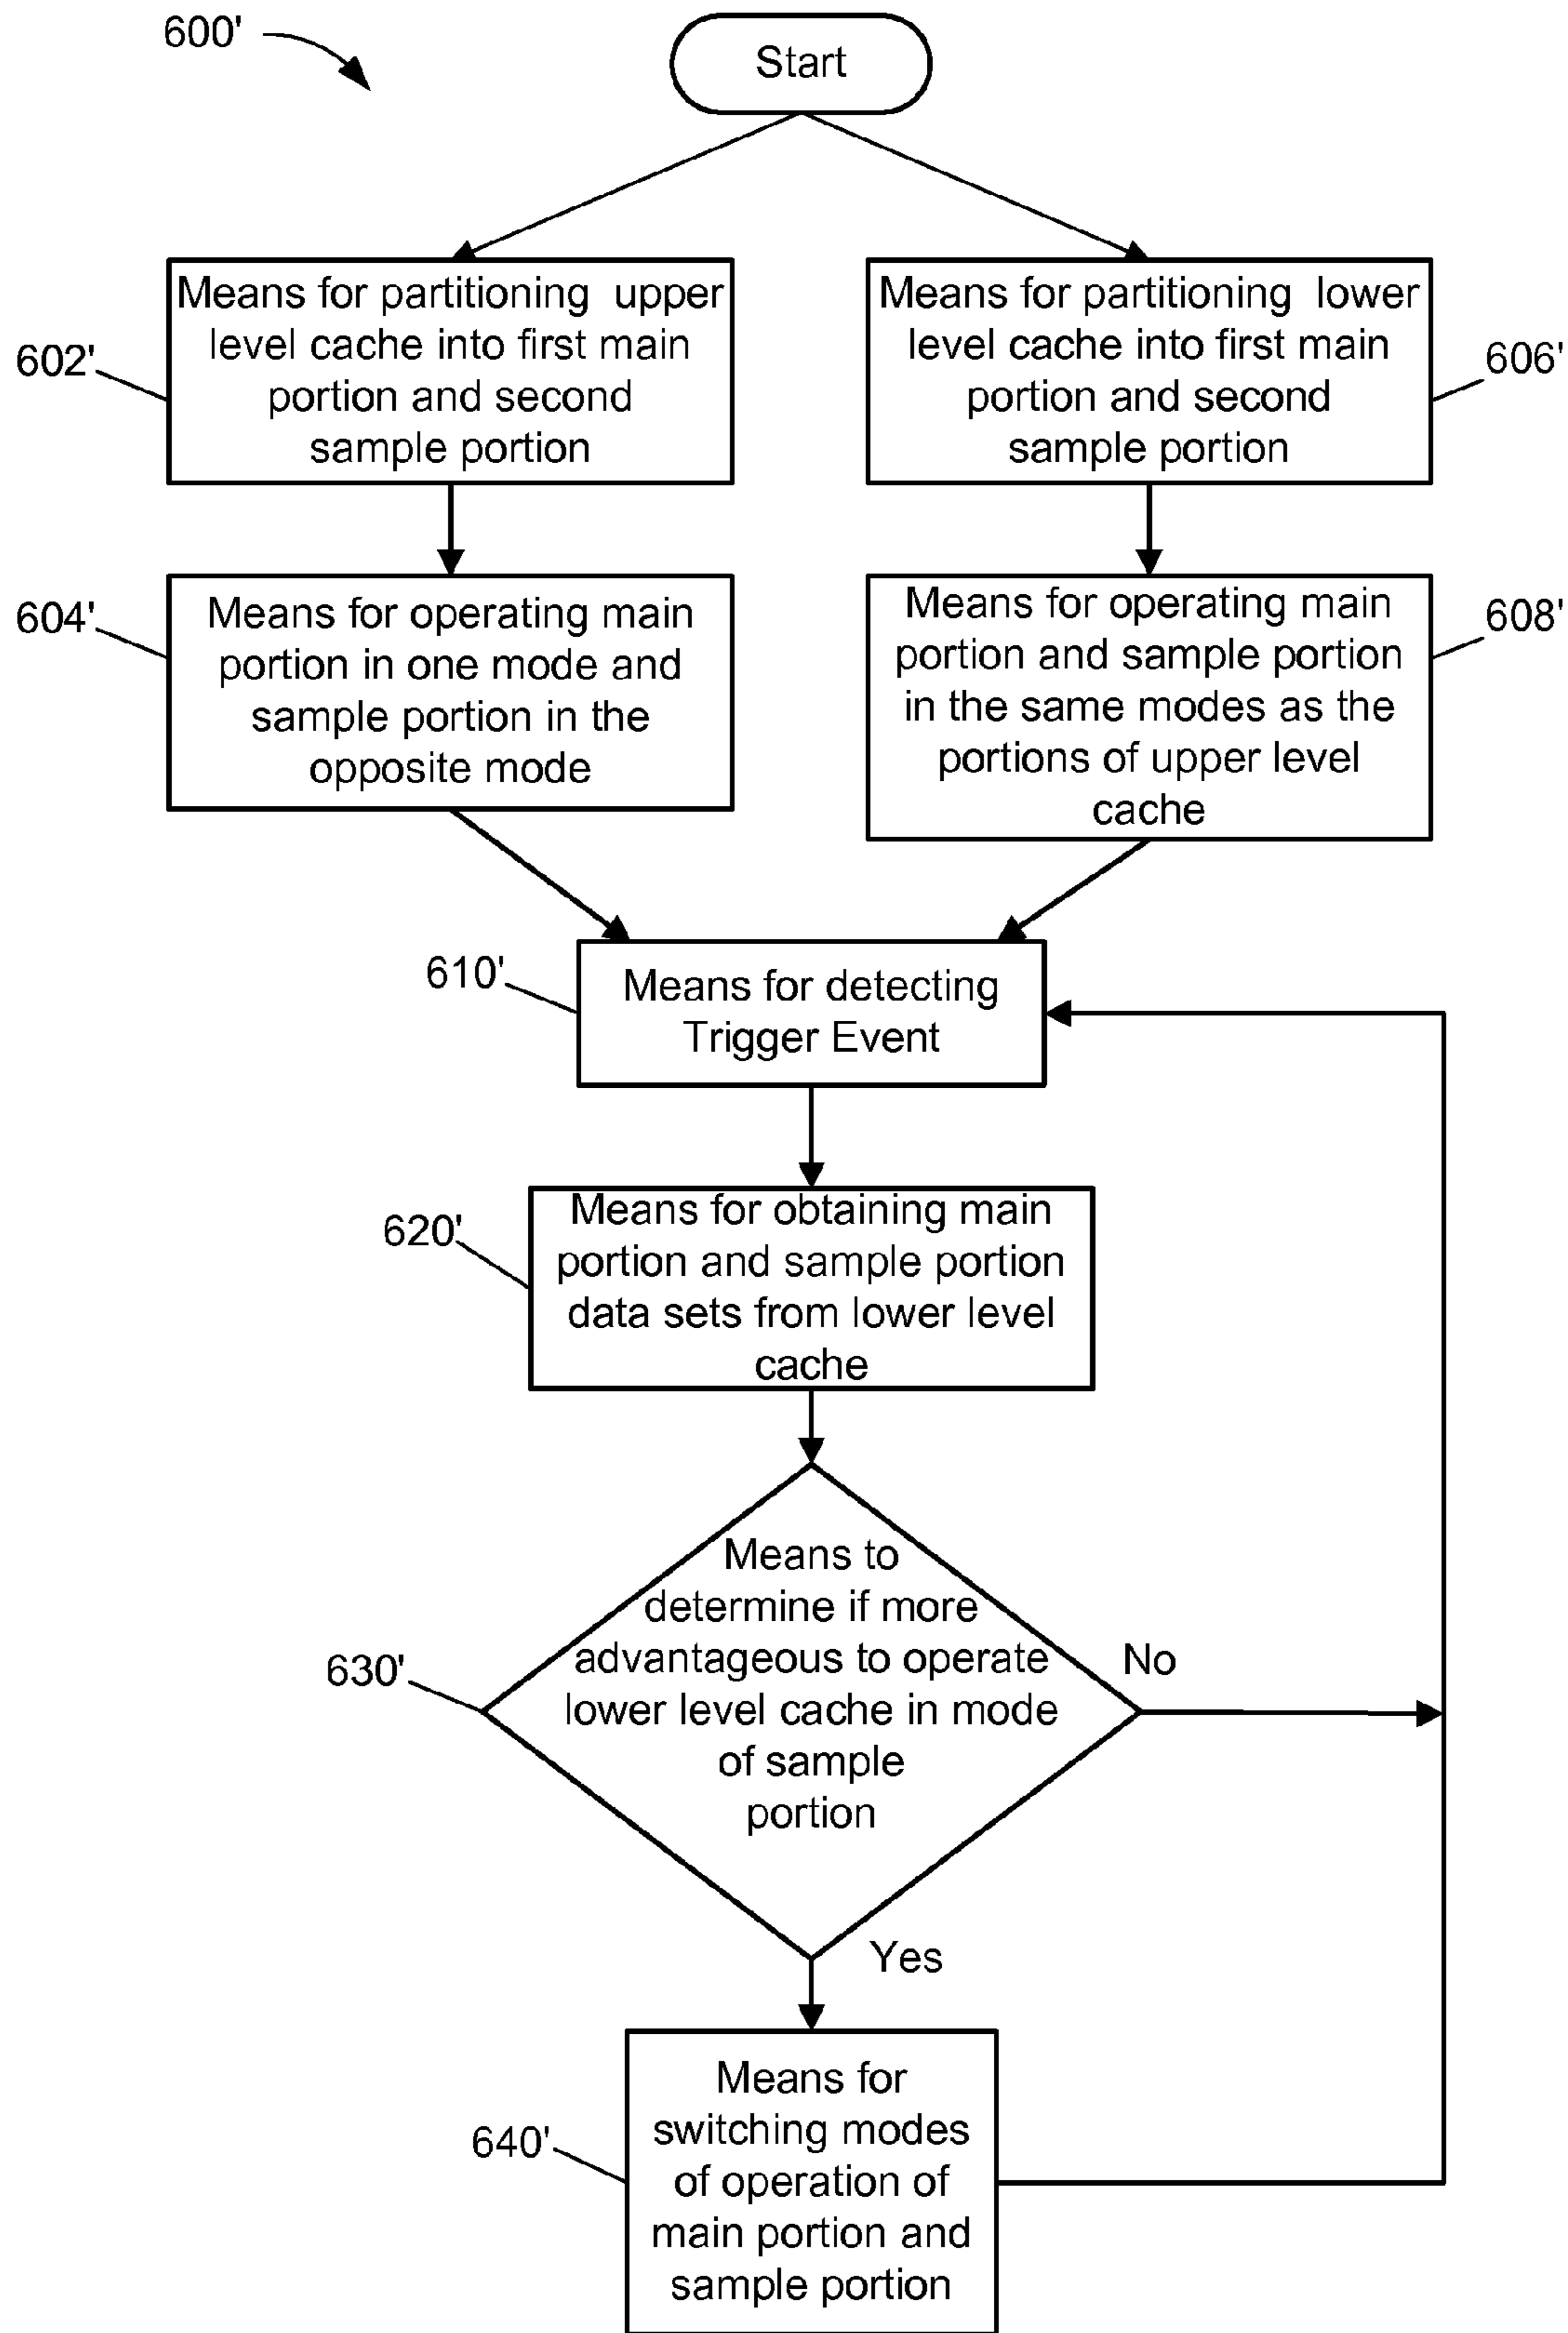 600'
Start
Means for partitioning upper
level cache into first main
portion and second
sample portion
602'
Means for partitioning lower
level cache into first main
portion and second
sample portion
606'
Means for operating main
portion in one mode and
sample portion in the
opposite mode
604'
Means for operating main
portion and sample portion
in the same modes as the
portions of upper level
cache
608'
610'
Means for detecting
Trigger Event
620'
Means for obtaining main
portion and sample portion
data sets from lower level
cache
630'
Means to
determine if more
advantageous to operate
lower level cache in mode
of sample
portion
No
Yes
640'
Means for
switching modes
of operation of
main portion and
sample portion